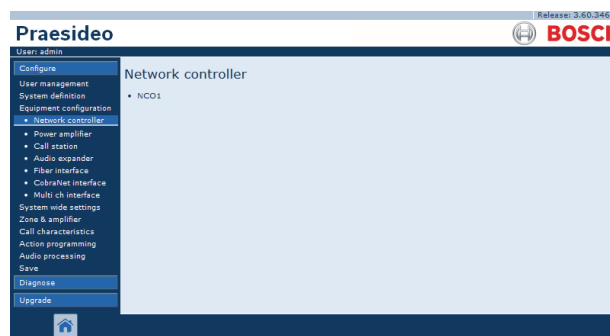 Release: 3.60.346
Praesideo
BOSCH
User: admin
Configure
User management
System definition
Equipment configuration
• Network controller
• Power amplifier
• Call station
• Audio expander
• Fiber interface
• CobraNet interface
• Multi ch interface
System wide settings
Zone & amplifier
Call characteristics
Action programming
Audio processing
Save
Diagnose
Upgrade
Network controller
• NCO1